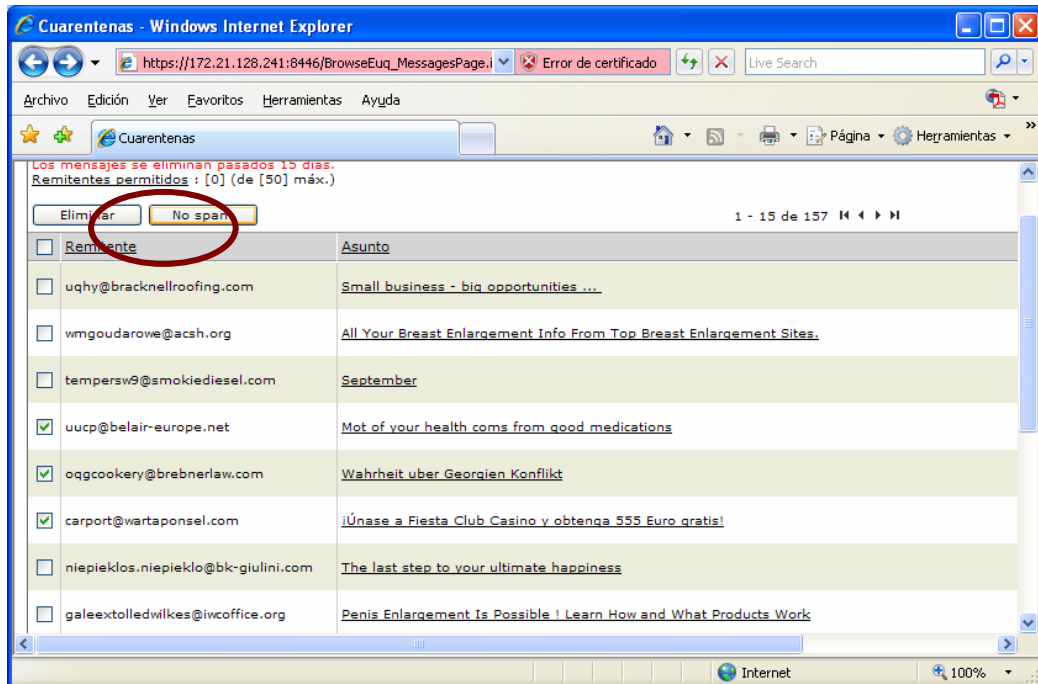 Cuarentenas - Windows Internet Explorer
https://172.21.128.241:8446/BrowseEuq_MessagesPage.i Error de certificado Live Search
Archivo Edición Ver Favoritos Herramientas Ayuda
Cuarentenas Página Herramientas »
Los mensajes se eliminan pasados 15 días.
Remitentes permitidos : [0] (de [50] máx.)
Eliminar No spam 1 - 15 de 157
Remitente Asunto
uqhy@bracknellroofing.com Small business - big opportunities ...
wmgoudarowe@acsh.org All Your Breast Enlargement Info From Top Breast Enlargement Sites.
tempersw9@smokiediesel.com September
uucp@belair-europe.net Mot of your health coms from good medications
oqgcookery@brebnerlaw.com Wahrheit uber Georgien Konflikt
carport@wartaponsel.com ¡Únase a Fiesta Club Casino y obtenga 555 Euro gratis!
niepieklos.niepieklo@bk-giulini.com The last step to your ultimate happiness
galeextolledwilkes@iwcoffice.org Penis Enlargement Is Possible ! Learn How and What Products Work
Internet 100%